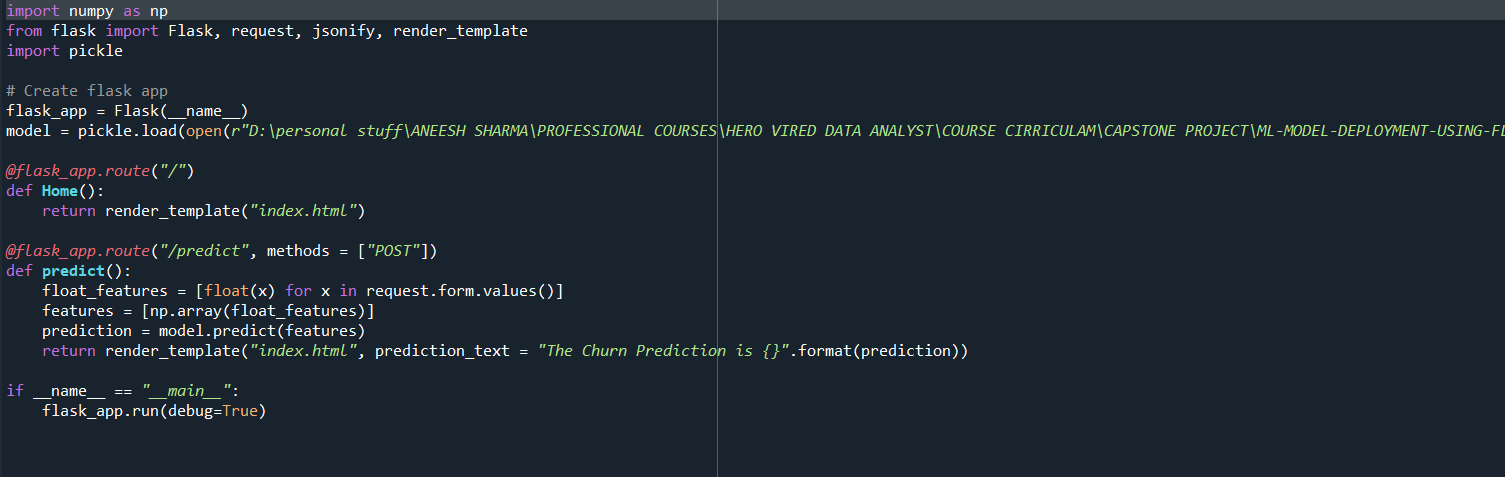 import numpy as np
from flask import Flask, request, jsonify, render_template
import pickle
# Create flask app
flask_app = Flask(__name__)
model = pickle.load(open(r"D:\personal stuff\ANEESH SHARMA\PROFESSIONAL COURSES\HERO VIRED DATA ANALYST\COURSE CIRRICULAM\CAPSTONE PROJECT\ML-MODEL-DEPLOYMENT-USING-FL
@flask_app.route("/")
def Home():
    return render_template("index.html")
@flask_app.route("/predict", methods = ["POST"])
def predict():
    float_features = [float(x) for x in request.form.values()]
    features = [np.array(float_features)]
    prediction = model.predict(features)
    return render_template("index.html", prediction_text = "The Churn Prediction is {}".format(prediction))
if __name__ == "__main__":
    flask_app.run(debug=True)